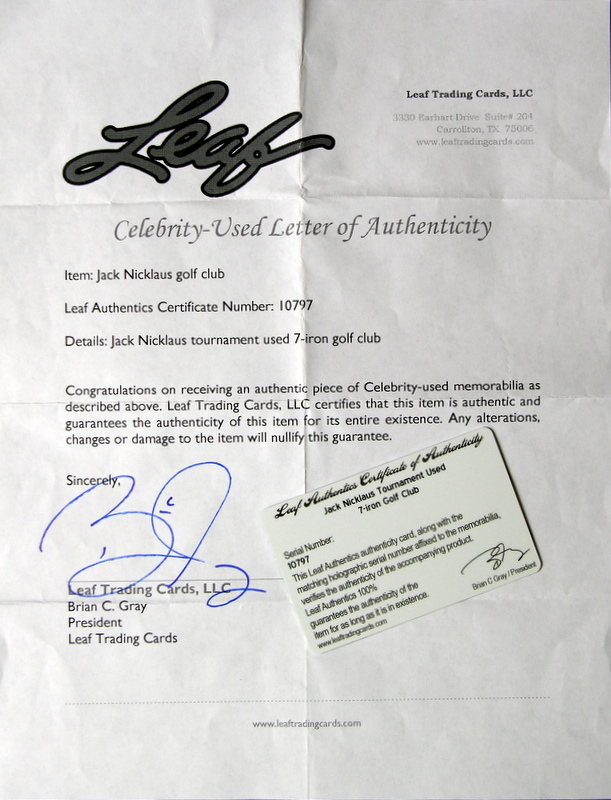 Leaf
Leaf Trading Cards, LLC
3330 Earhart Drive Suite# 204
Carrollton, TX 75006
www.leaftradingcards.com
Celebrity-Used Letter of Authenticity
Item: Jack Nicklaus golf club
Leaf Authentics Certificate Number: 10797
Details: Jack Nicklaus tournament used 7-iron golf club
Congratulations on receiving an authentic piece of Celebrity-used memorabilia as
described above. Leaf Trading Cards, LLC certifies that this item is authentic and
guarantees the authenticity of this item for its entire existence. Any alterations,
changes or damage to the item will nullify this guarantee.
Sincerely,
Leaf Trading Cards, LLC
Brian C. Gray
President
Leaf Trading Cards
Leaf Authentics Certificate of Authenticity
Jack Nicklaus Tournament Used
7-iron Golf Club
Serial Number:
10797
This Leaf Authentics authenticity card, along with the
matching holographic serial number affixed to the memorabilia,
verifies the authenticity of the accompanying product.
Leaf Authentics 100%
guarantees the authenticity of the
item for as long as it is in existence.
www.leaftradingcards.com
Brian C Gray / President
www.leaftradingcards.com